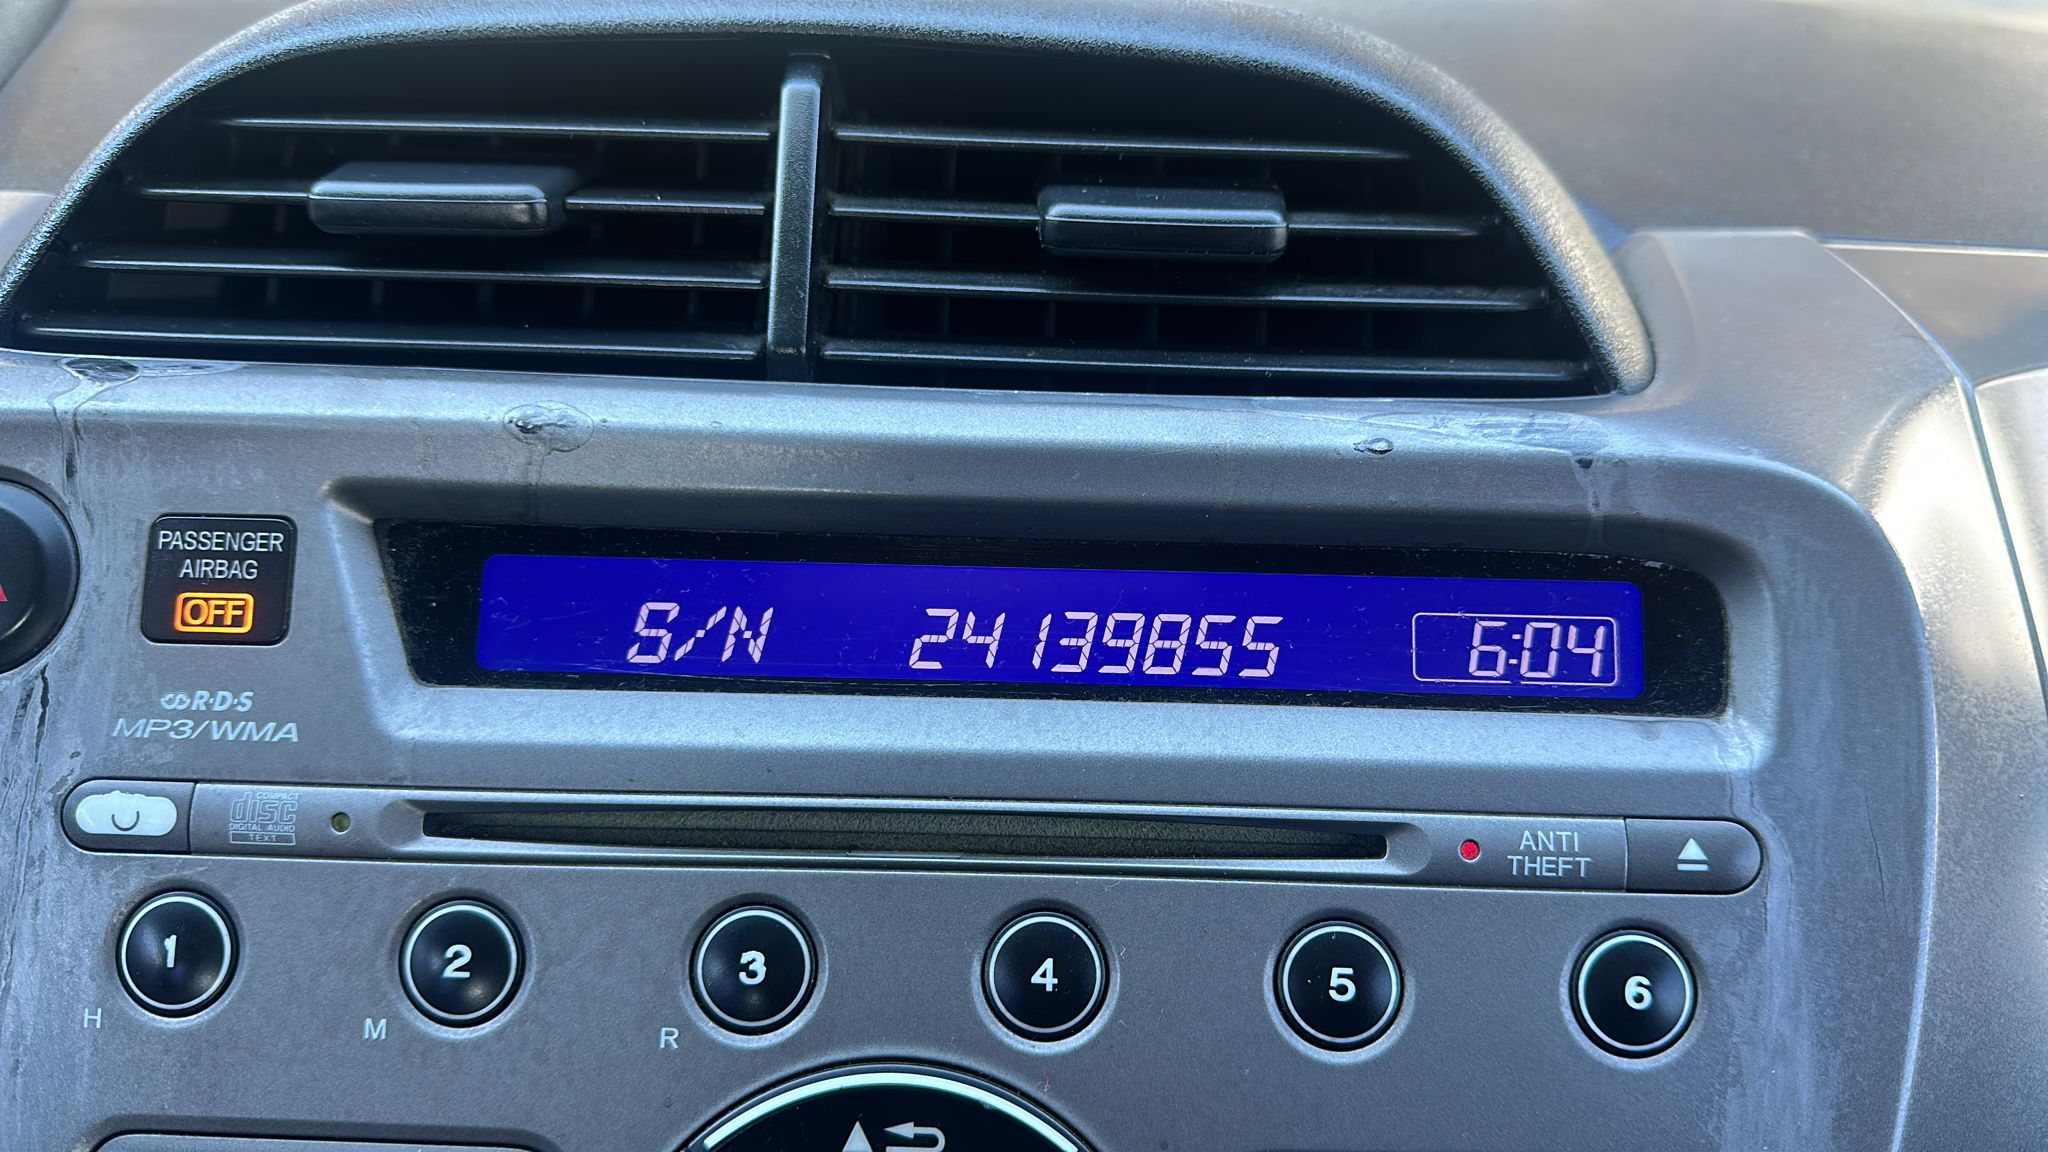 PASSENGER
AIRBAG
OFF
S/N 24139855 6:04
R·D·S
MP3/WMA
COMPACT
disc
DIGITAL AUDIO
TEXT
ANTI
THEFT
1 2 3 4 5 6
H M R